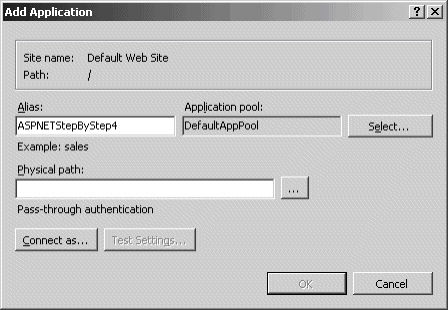 Add Application
Site name: Default Web Site
Path: /
Alias: Application pool:
ASPNETStepByStep4 DefaultAppPool Select...
Example: sales
Physical path:
...
Pass-through authentication
Connect as... Test Settings...
OK Cancel